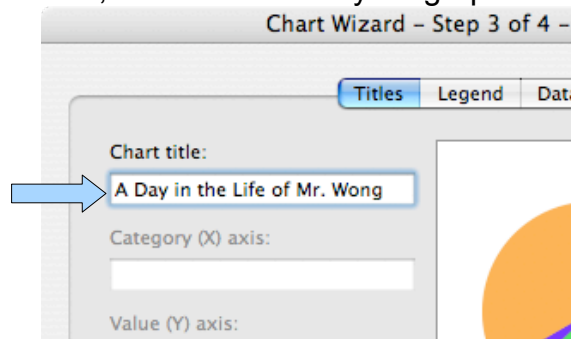 Chart Wizard – Step 3 of 4 –
Titles Legend Data
Chart title:
A Day in the Life of Mr. Wong
Category (X) axis:
Value (Y) axis: